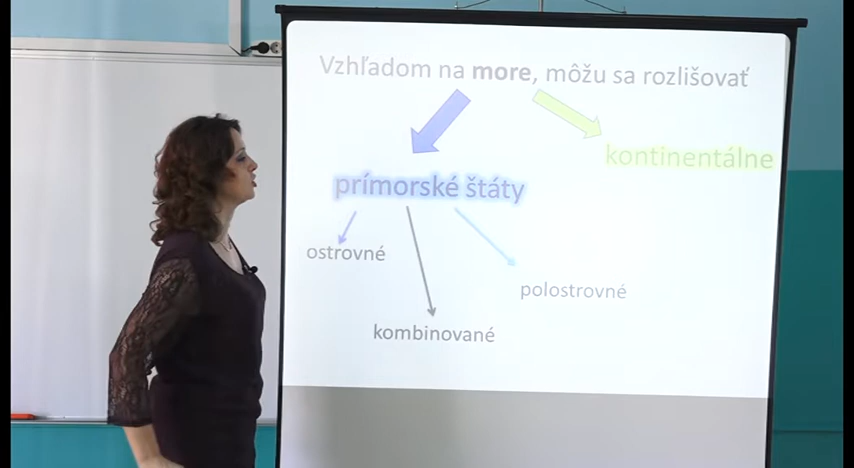 Vzhľadom na more, môžu sa rozlišovať
kontinentálne
prímorské štáty
ostrovné
polostrovné
kombinované